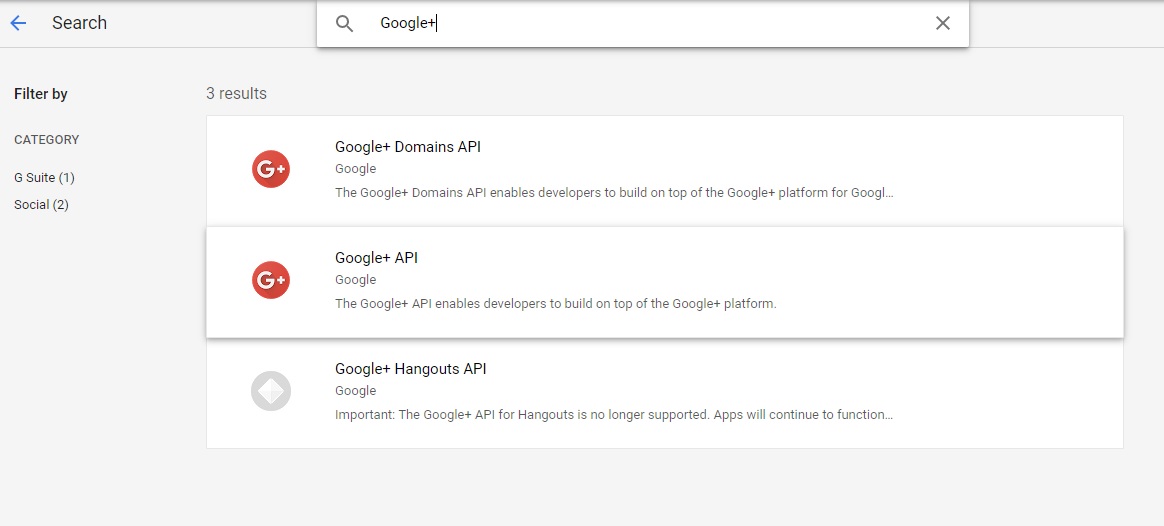 Search
Google+
Filter by
CATEGORY
G Suite (1)
Social (2)
3 results
G+
Google+ Domains API
Google
The Google+ Domains API enables developers to build on top of the Google+ platform for Googl...
G+
Google+ API
Google
The Google+ API enables developers to build on top of the Google+ platform.
Google+ Hangouts API
Google
Important: The Google+ API for Hangouts is no longer supported. Apps will continue to function...